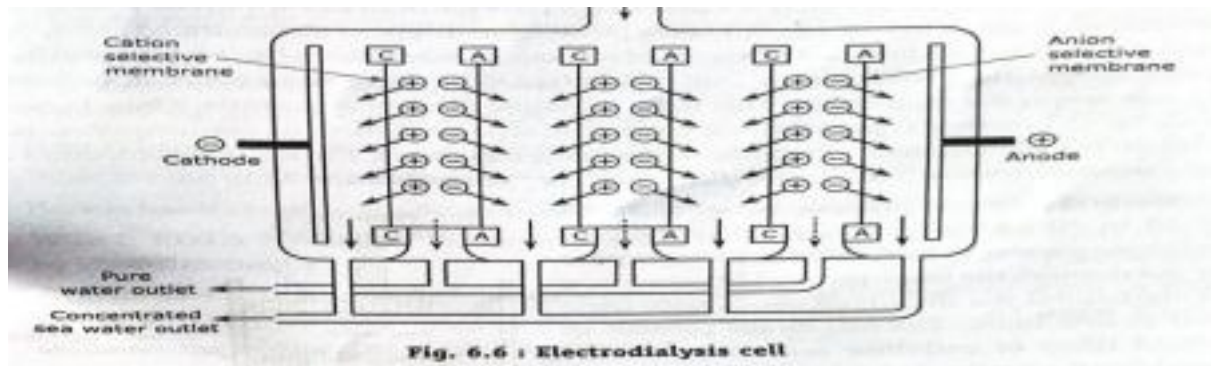 Cation
selective
membrane
C A C A C A
Anion
selective
membrane
+ − + − + −
+ − + − + −
+ − + − + −
+ − + − + −
+ − + − + −
−
Cathode
+
Anode
C A C A C A
Pure
water outlet
Concentrated
sea water outlet
Fig. 6.6 : Electrodialysis cell